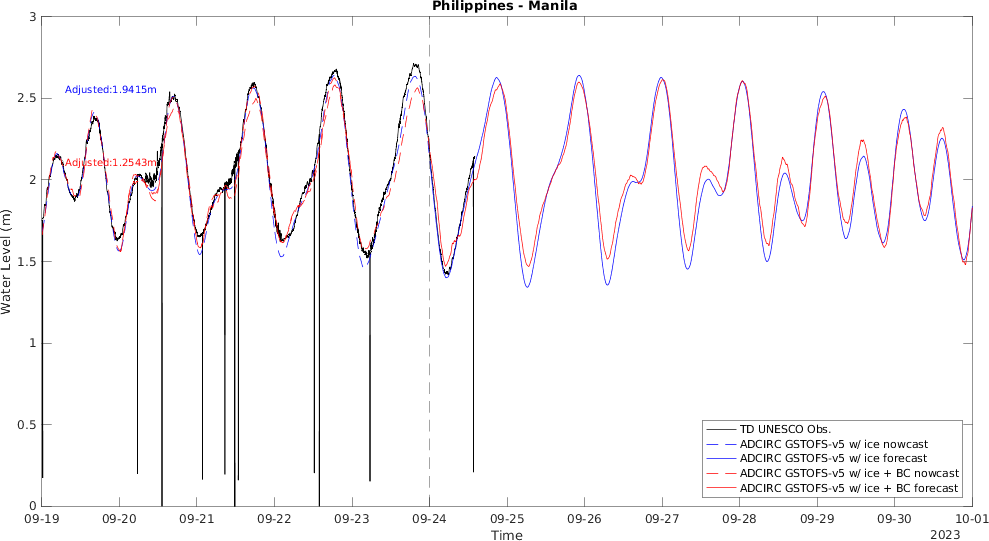 Philippines - Manila
3
2.5
2
1.5
1
0.5
0
Water Level (m)
Adjusted:1.9415m
Adjusted:1.2543m
TD UNESCO Obs.
ADCIRC GSTOFS-v5 w/ ice nowcast
ADCIRC GSTOFS-v5 w/ ice forecast
ADCIRC GSTOFS-v5 w/ ice + BC nowcast
ADCIRC GSTOFS-v5 w/ ice + BC forecast
09-19 09-20 09-21 09-22 09-23 09-24 09-25 09-26 09-27 09-28 09-29 09-30 10-01
Time
2023